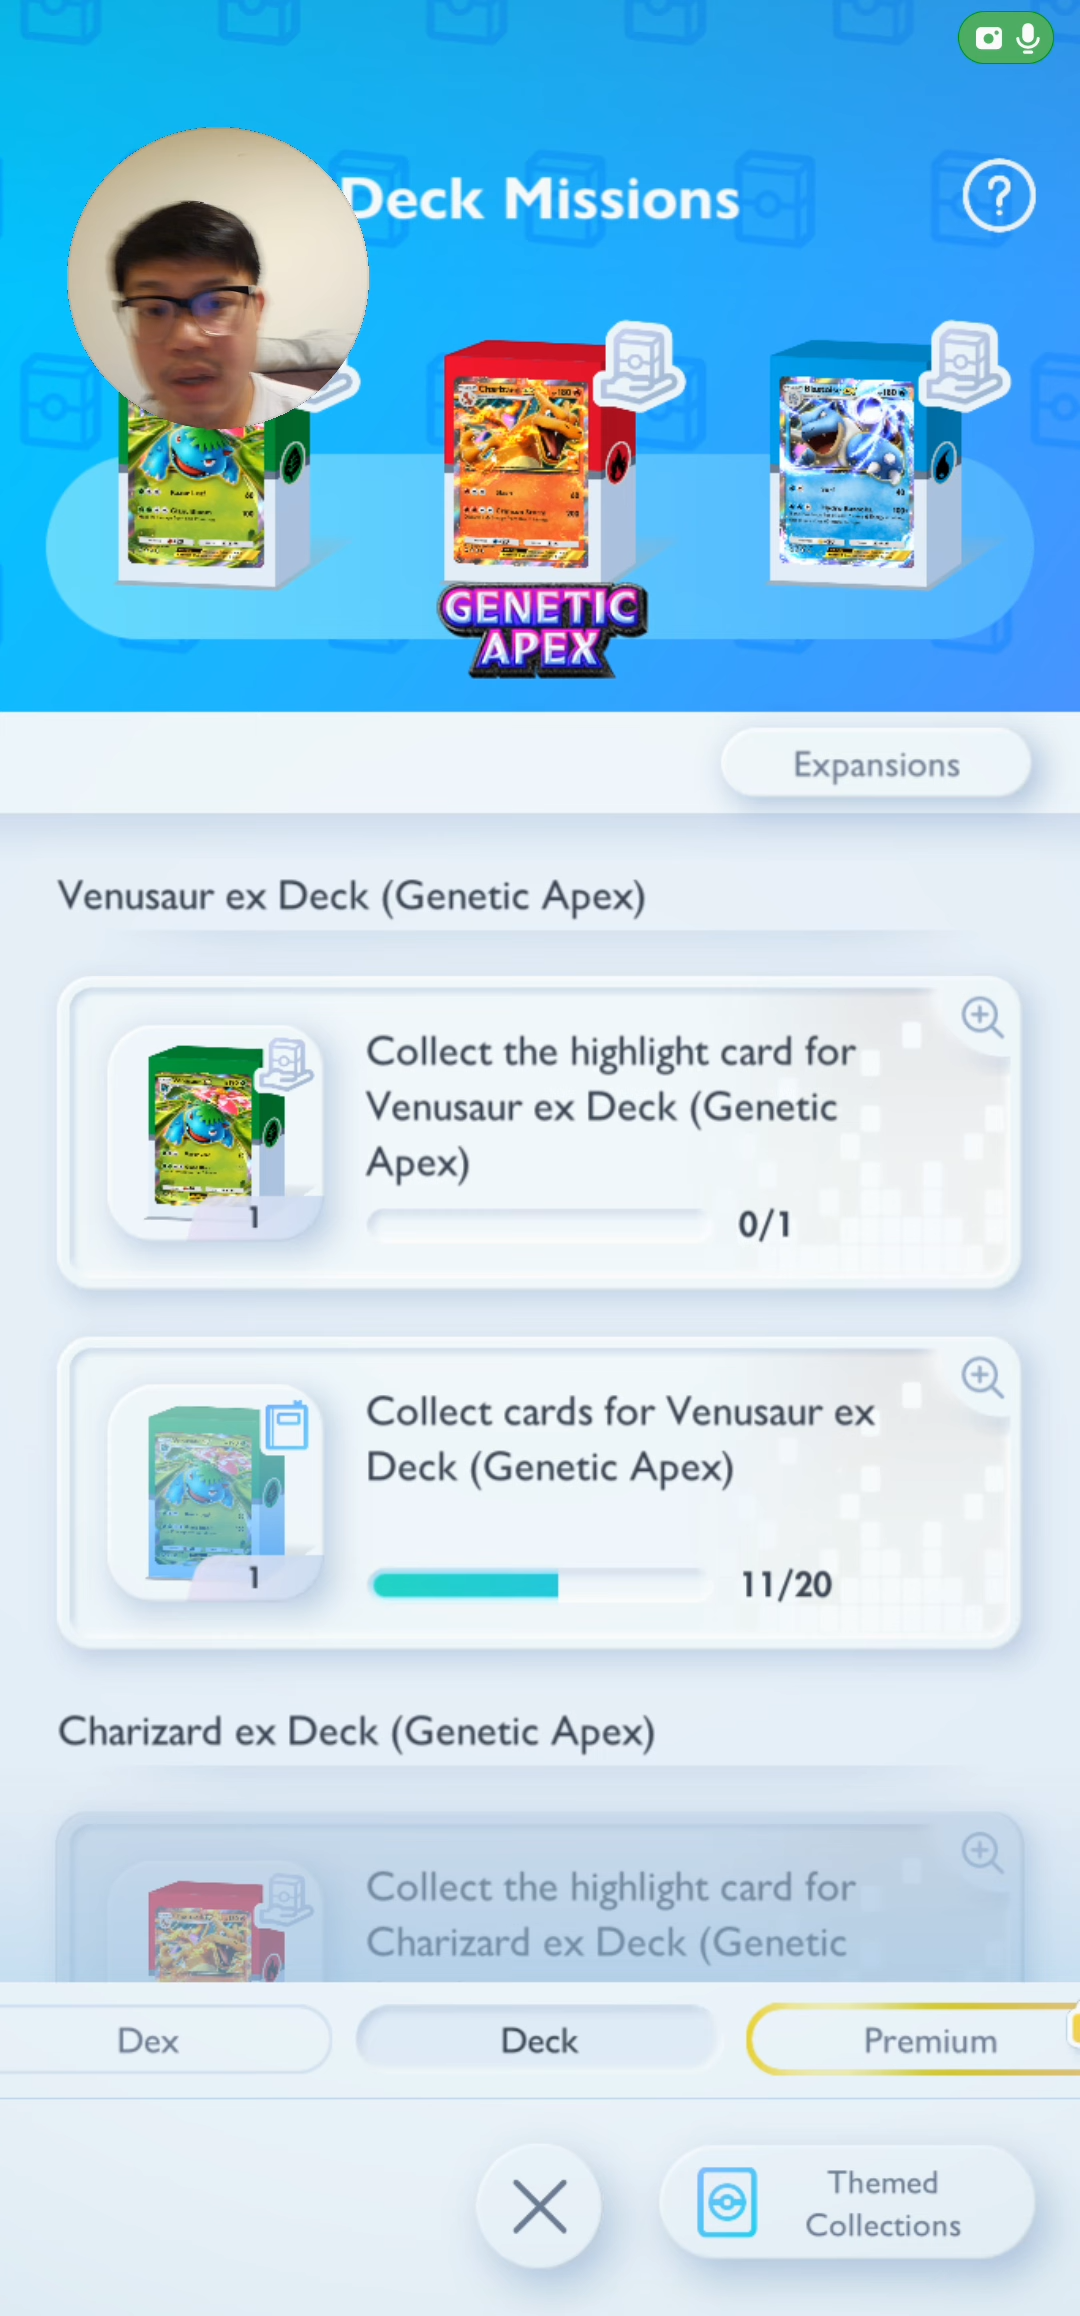 Deck Missions
GENETIC
APEX
Expansions
Venusaur ex Deck (Genetic Apex)
Collect the highlight card for
Venusaur ex Deck (Genetic
Apex)
1
0/1
Collect cards for Venusaur ex
Deck (Genetic Apex)
1
11/20
Charizard ex Deck (Genetic Apex)
Collect the highlight card for
Charizard ex Deck (Genetic
Dex
Deck
Premium
Themed
Collections